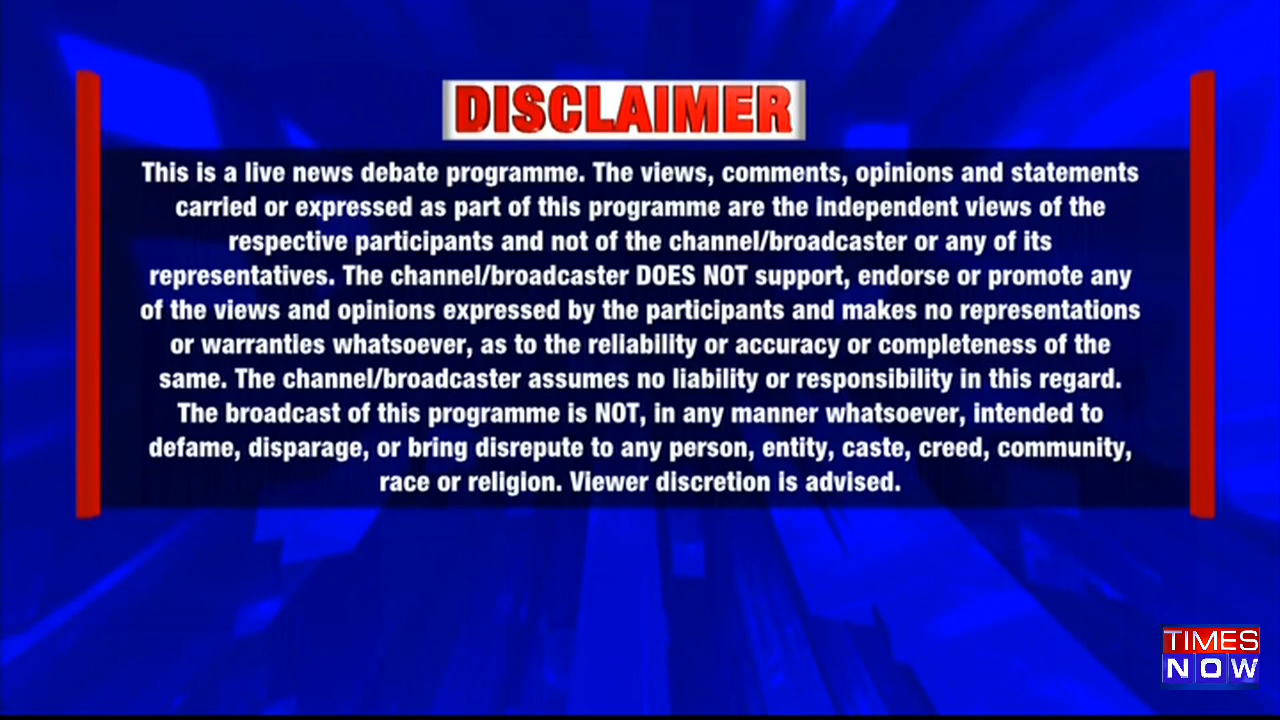 DISCLAIMER
This is a live news debate programme. The views, comments, opinions and statements
carried or expressed as part of this programme are the independent views of the
respective participants and not of the channel/broadcaster or any of its
representatives. The channel/broadcaster DOES NOT support, endorse or promote any
of the views and opinions expressed by the participants and makes no representations
or warranties whatsoever, as to the reliability or accuracy or completeness of the
same. The channel/broadcaster assumes no liability or responsibility in this regard.
The broadcast of this programme is NOT, in any manner whatsoever, intended to
defame, disparage, or bring disrepute to any person, entity, caste, creed, community,
race or religion. Viewer discretion is advised.
TIMES
NOW